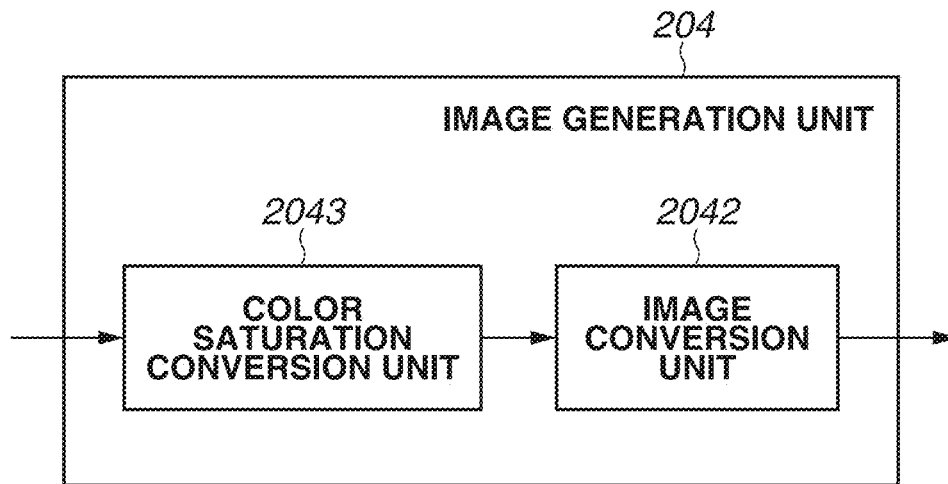 204
IMAGE GENERATION UNIT
2043
COLOR
SATURATION
CONVERSION UNIT
2042
IMAGE
CONVERSION
UNIT